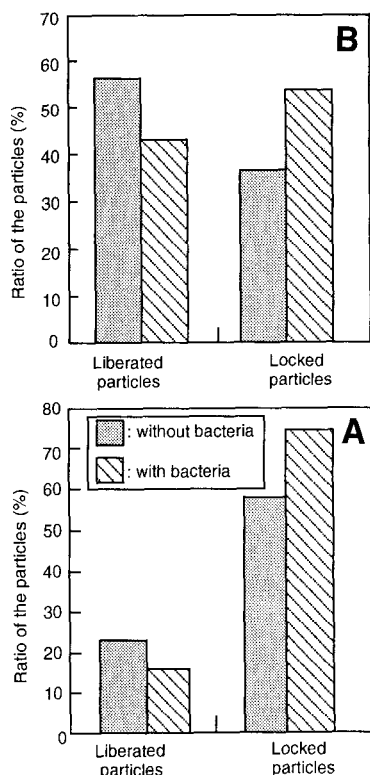 B
Ratio of the particles (%)
70
60
50
40
30
20
10
0
Liberated particles
Locked particles
A
Ratio of the particles (%)
80
70
60
50
40
30
20
10
0
: without bacteria
: with bacteria
Liberated particles
Locked particles